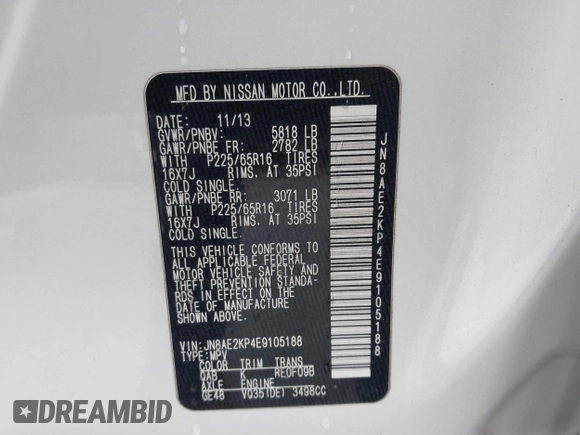 MFD BY NISSAN MOTOR CO.,LTD.
DATE: 11/13
GVWR/PNBV: 5818 LB
GAWR/PNBE FR: 2782 LB
WITH P225/65R16 TIRES
16X7J RIMS, AT 35PSI
COLD SINGLE.
GAWR/PNBE RR: 3071 LB
WITH P225/65R16 TIRES
16X7J RIMS, AT 35PSI
COLD SINGLE.
THIS VEHICLE CONFORMS TO
ALL APPLICABLE FEDERAL
MOTOR VEHICLE SAFETY AND
THEFT PREVENTION STANDA-
RDS IN EFFECT ON THE
DATE OF MANUFACTURE
SHOWN ABOVE.
VIN: JN8AE2KP4E9105188
TYPE: MPV
COLOR TRIM TRANS
QAB K RE0F09B
AXLE ENGINE
GE48 VQ35(DE) 3498CC
JN8AE2KP4E9105188
DREAMBID